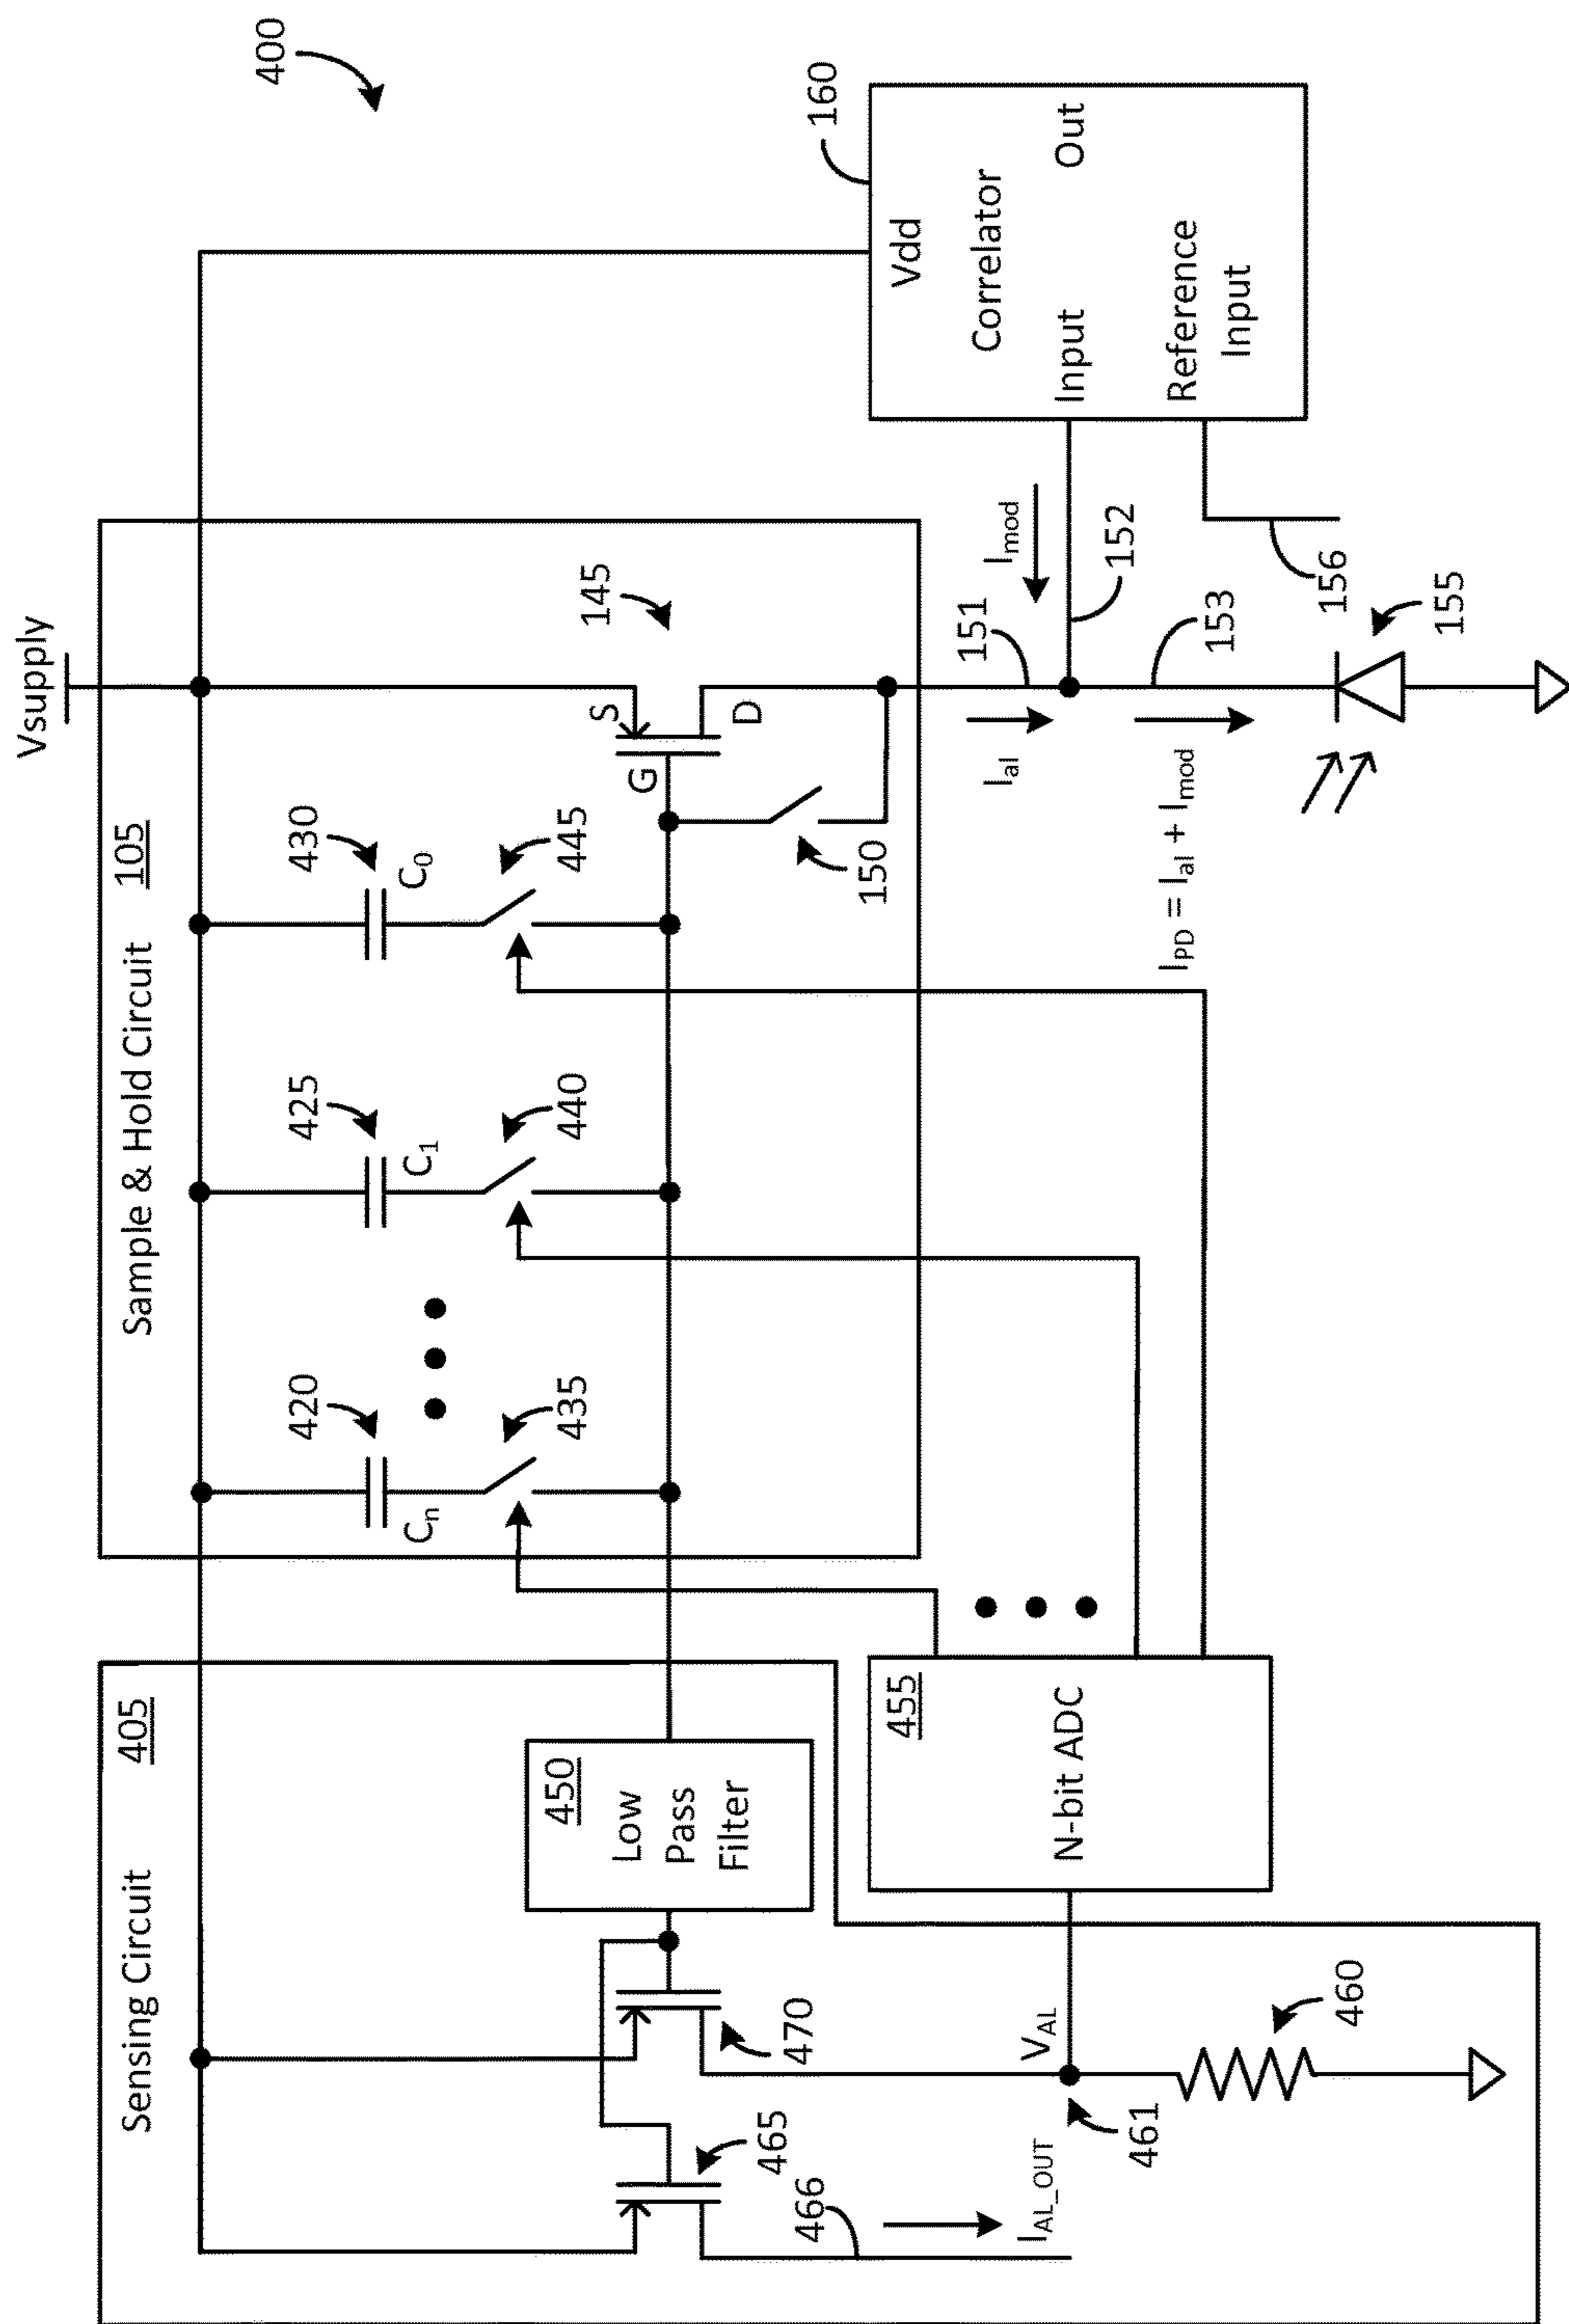 400
Vsupply
Sensing Circuit
405
Sample & Hold Circuit
105
420
Cn
435
425
C1
440
430
C0
445
S
G
D
145
150
450
Low
Pass
Filter
465
466
470
IAL_OUT
VAL
461
460
455
N-bit ADC
Ial
151
Imod
152
IPD = Ial + Imod
153
155
156
160
Vdd
Correlator
Input
Out
Reference
Input